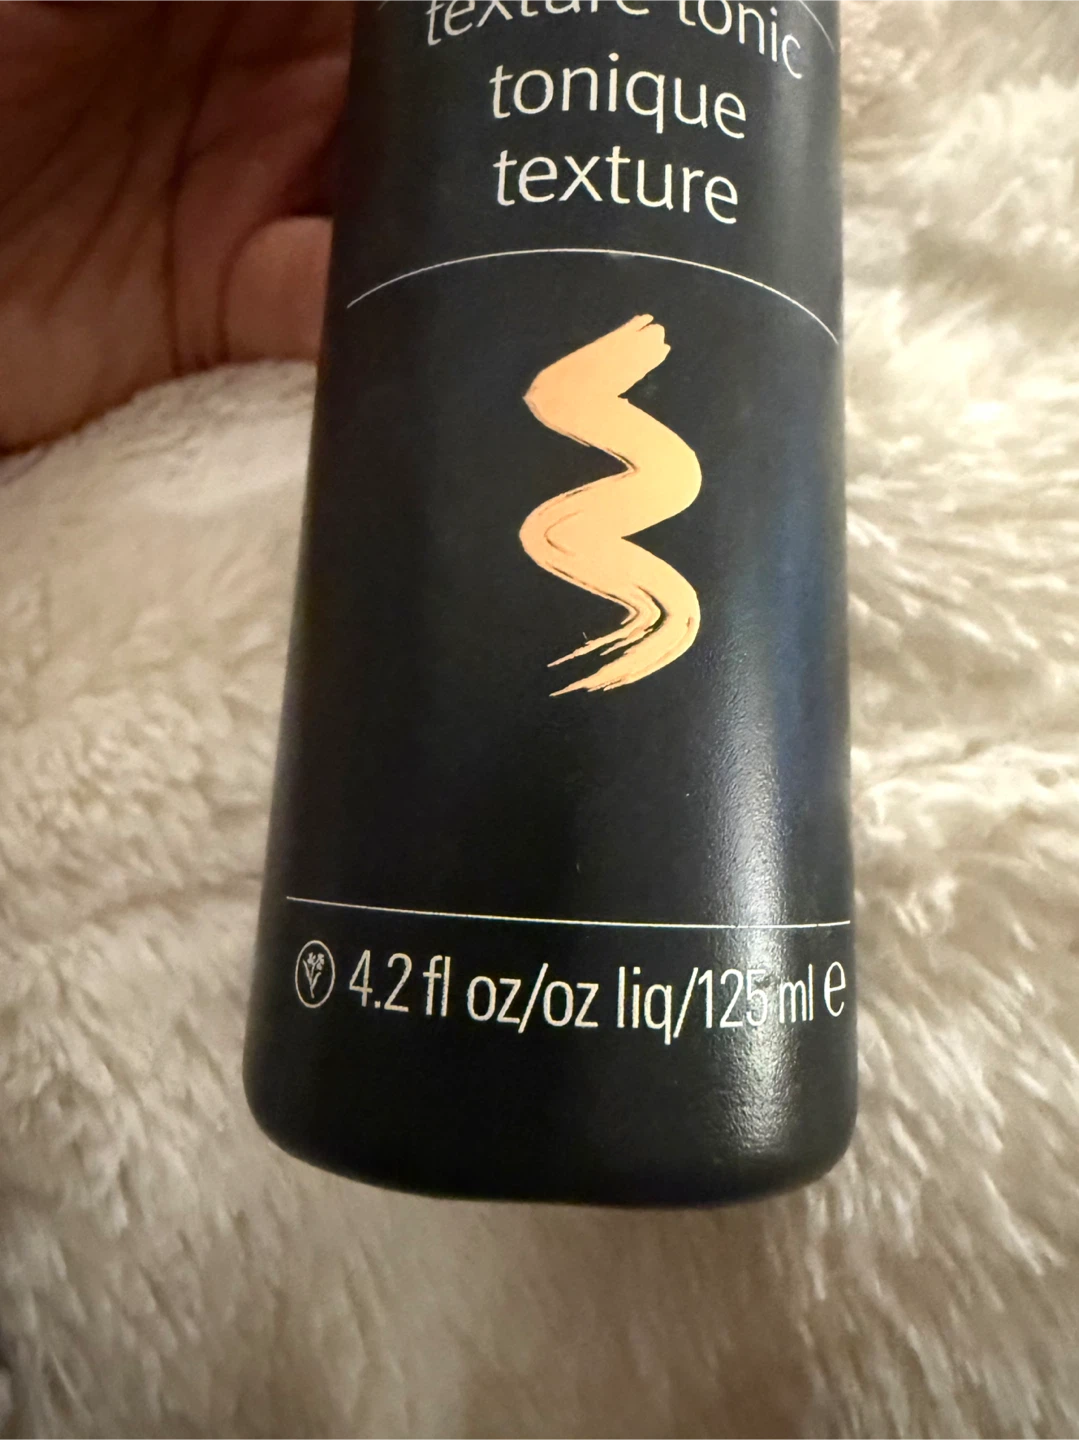 texture tonic
tonique
texture
4.2 fl oz/oz liq/125 ml e